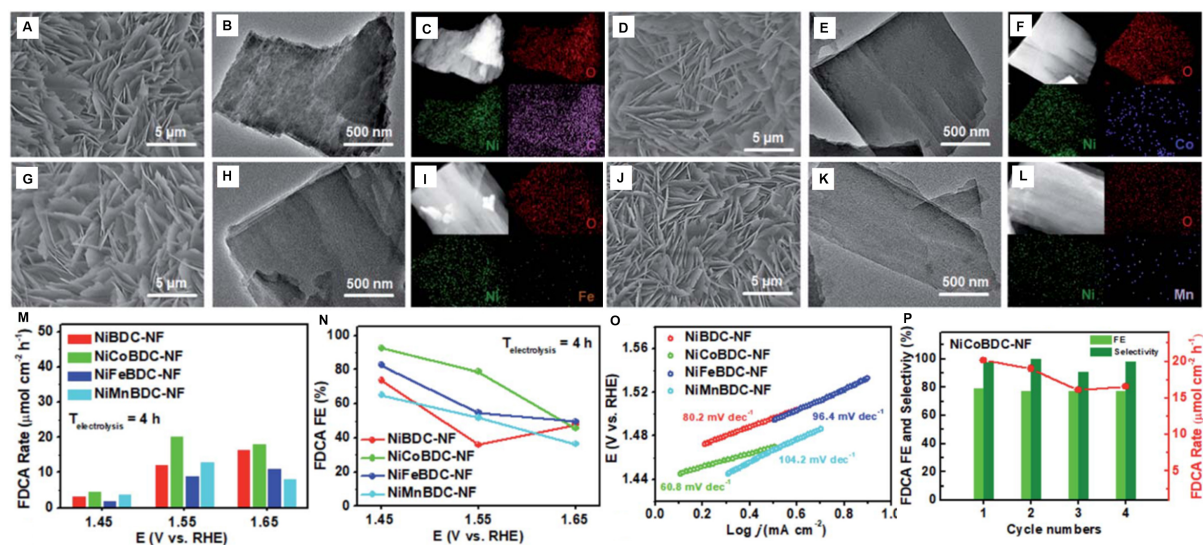 A
5 µm
B
500 nm
C
O
Ni
C
D
5 µm
E
500 nm
F
O
Ni
Co
G
5 µm
H
500 nm
I
O
Ni
Fe
J
5 µm
K
500 nm
L
O
Ni
Mn
M
50
40
30
20
10
0
FDCA Rate (µmol cm⁻² h⁻¹)
NiBDC-NF
NiCoBDC-NF
NiFeBDC-NF
NiMnBDC-NF
Telectrolysis = 4 h
1.45
1.55
1.65
E (V vs. RHE)
N
100
80
60
40
20
0
FDCA FE (%)
Telectrolysis = 4 h
NiBDC-NF
NiCoBDC-NF
NiFeBDC-NF
NiMnBDC-NF
1.45
1.55
1.65
E (V vs. RHE)
O
1.56
1.52
1.48
1.44
E (V vs. RHE)
NiBDC-NF
NiCoBDC-NF
NiFeBDC-NF
NiMnBDC-NF
80.2 mV dec⁻¹
96.4 mV dec⁻¹
104.2 mV dec⁻¹
60.8 mV dec⁻¹
0.0
0.2
0.4
0.6
0.8
1.0
Log j (mA cm⁻²)
P
NiCoBDC-NF
FE
Selectivity
100
75
50
25
0
FDCA FE and Selectivity (%)
20
15
10
5
0
FDCA Rate (µmol cm⁻² h⁻¹)
1
2
3
4
Cycle numbers